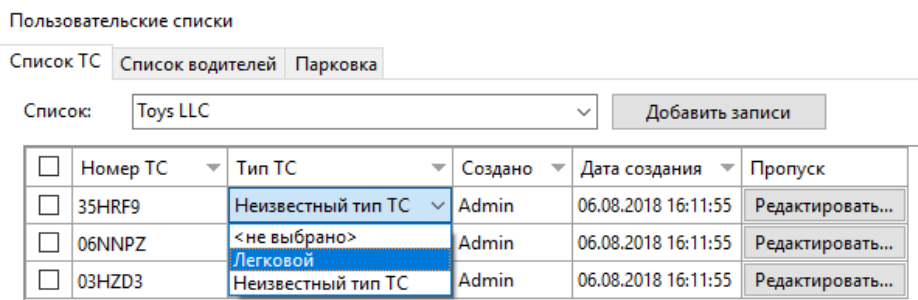 Пользовательские списки
Список ТС Список водителей Парковка
Список: Toys LLC Добавить записи
Номер ТС Тип ТС Создано Дата создания Пропуск
35HRF9 Неизвестный тип ТС Admin 06.08.2018 16:11:55 Редактировать...
06NNPZ <не выбрано> Admin 06.08.2018 16:11:55 Редактировать...
Легковой
03HZD3 Неизвестный тип ТС Admin 06.08.2018 16:11:55 Редактировать...